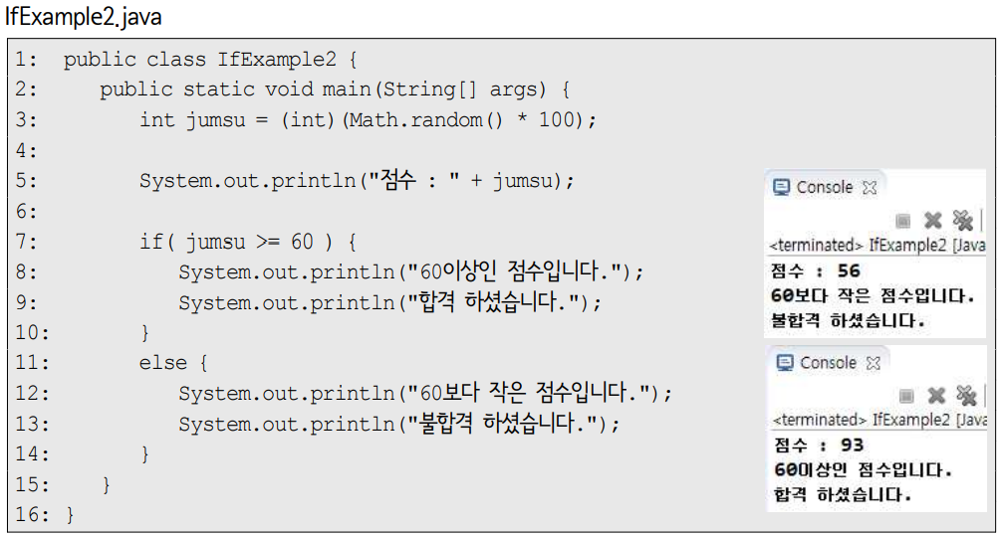 IfExample2.java
1: public class IfExample2 {
2: public static void main(String[] args) {
3: int jumsu = (int)(Math.random() * 100);
4:
5: System.out.println("점수 : " + jumsu);
6:
7: if( jumsu >= 60 ) {
8: System.out.println("60이상인 점수입니다.");
9: System.out.println("합격 하셨습니다.");
10: }
11: else {
12: System.out.println("60보다 작은 점수입니다.");
13: System.out.println("불합격 하셨습니다.");
14: }
15: }
16: }
Console
<terminated> IfExample2 [Java
점수 : 56
60보다 작은 점수입니다.
불합격 하셨습니다.
Console
<terminated> IfExample2 [Java
점수 : 93
60이상인 점수입니다.
합격 하셨습니다.